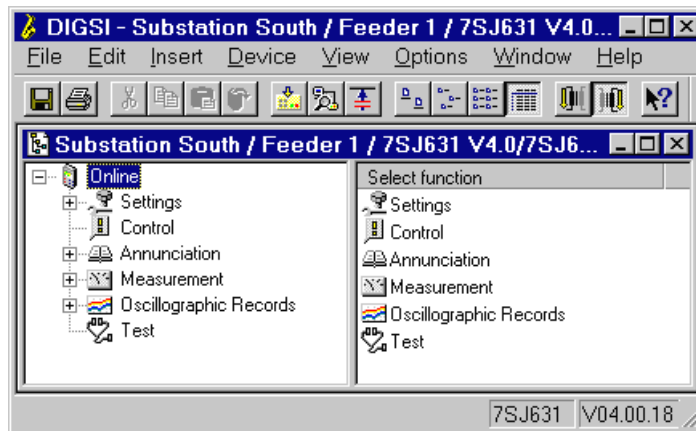 DIGSI - Substation South / Feeder 1 / 7SJ631 V4.0...
File Edit Insert Device View Options Window Help
Substation South / Feeder 1 / 7SJ631 V4.0/7SJ6...
Online
Settings
Control
Annunciation
Measurement
Oscillographic Records
Test
Select function
Settings
Control
Annunciation
Measurement
Oscillographic Records
Test
7SJ631 V04.00.18